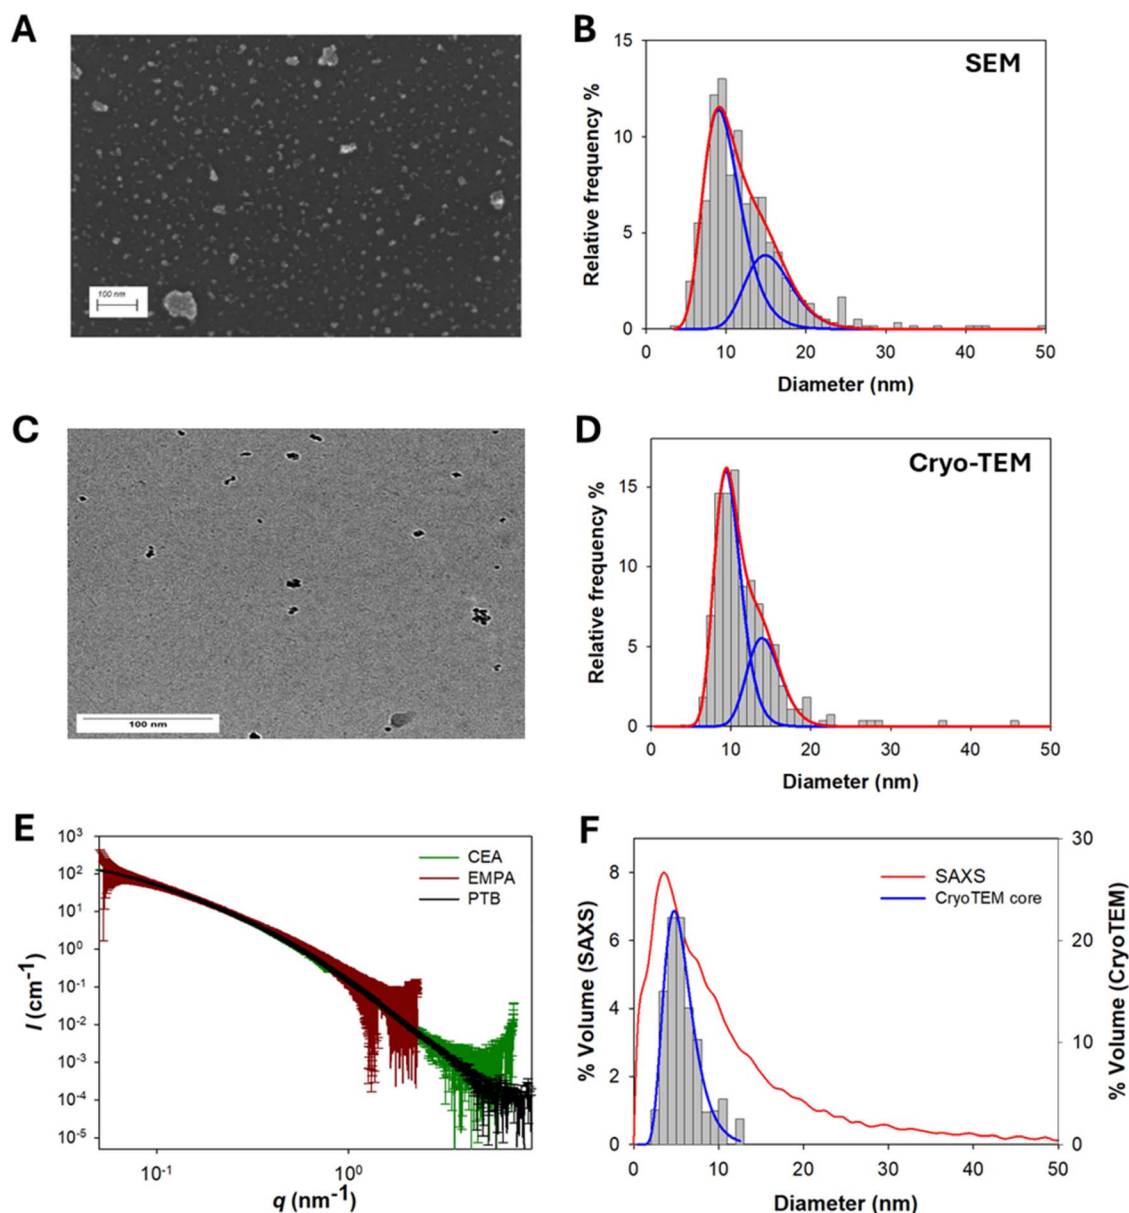 A
100 nm
B
SEM
Relative frequency %
15
10
5
0
0 10 20 30 40 50
Diameter (nm)
C
100 nm
D
Cryo-TEM
Relative frequency %
15
10
5
0
0 10 20 30 40 50
Diameter (nm)
E
CEA
EMPA
PTB
I (cm-1)
10³
10²
10¹
10⁰
10⁻¹
10⁻²
10⁻³
10⁻⁴
10⁻⁵
10⁻¹ 10⁰
q (nm-1)
F
SAXS
CryoTEM core
% Volume (SAXS)
8
6
4
2
0
% Volume (CryoTEM)
30
20
10
0
0 10 20 30 40 50
Diameter (nm)